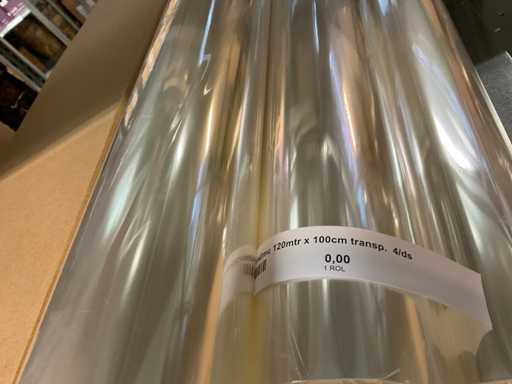 120mtr x 100cm transp. 4/ds
0,00
1 ROL